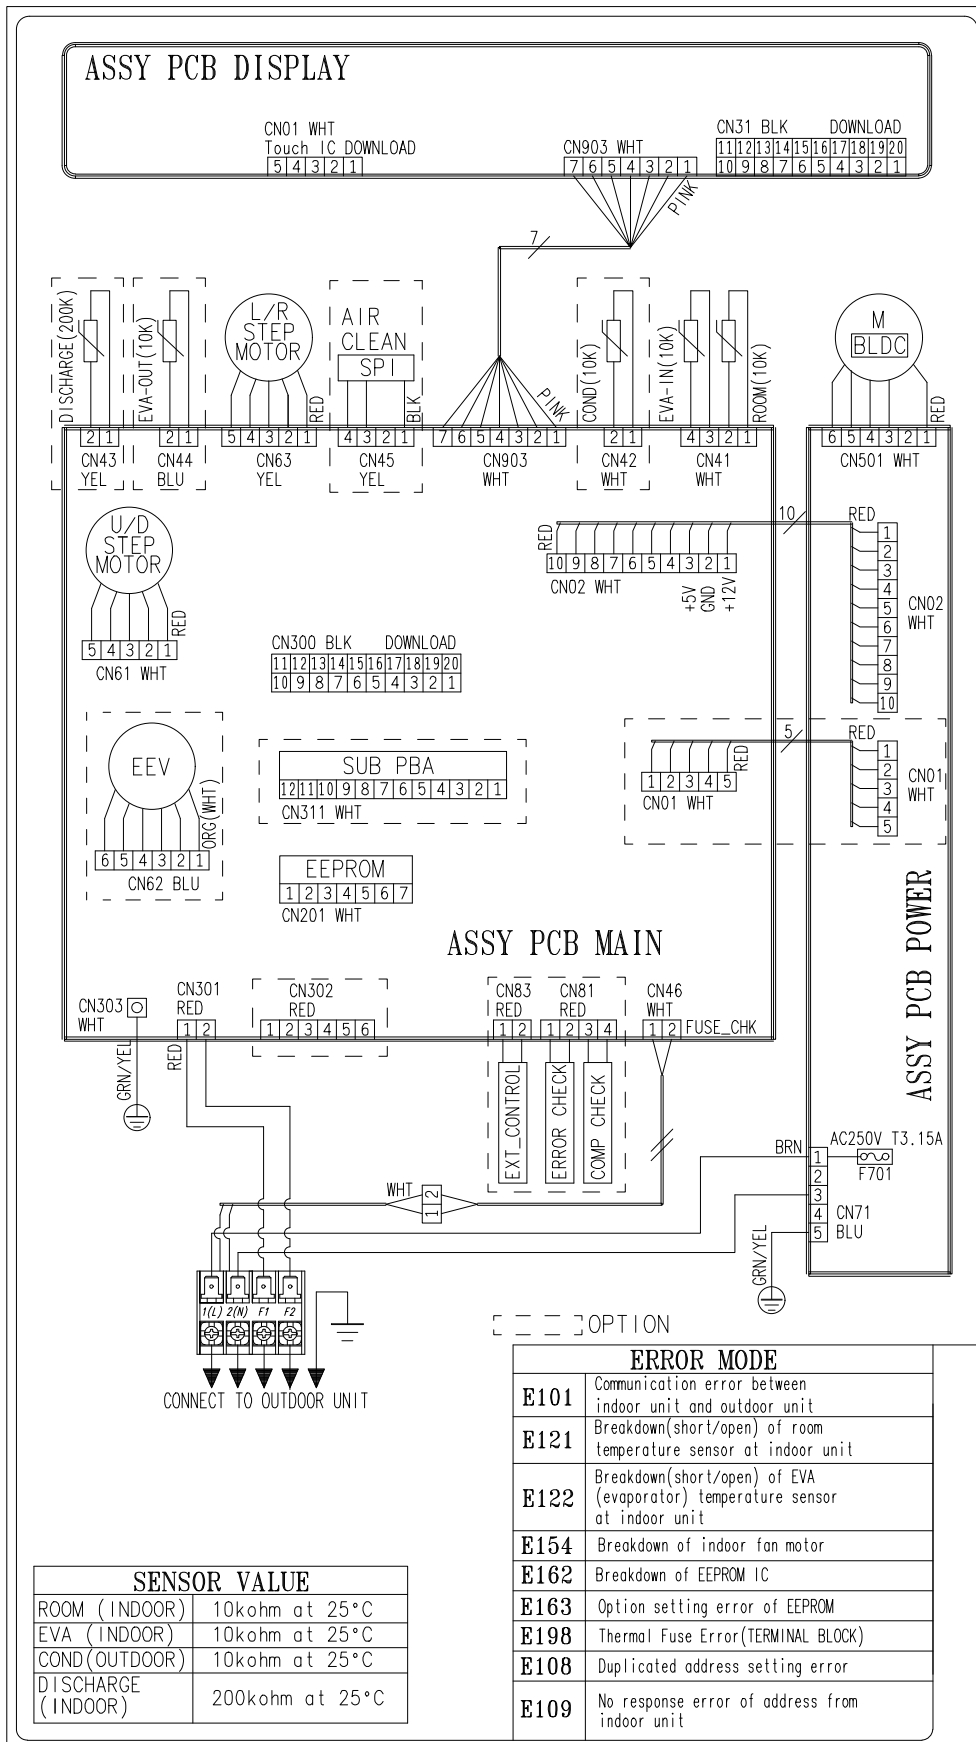 ASSY PCB DISPLAY
CN01 WHT
Touch IC DOWNLOAD
5 4 3 2 1
CN903 WHT
7 6 5 4 3 2 1
CN31 BLK DOWNLOAD
11 12 13 14 15 16 17 18 19 20
10 9 8 7 6 5 4 3 2 1
PINK
7
DISCHARGE(200K)
2 1
CN43
YEL
EVA-OUT(10K)
2 1
CN44
BLU
L/R
STEP
MOTOR
RED
5 4 3 2 1
CN63
YEL
AIR
CLEAN
SPI
BLK
4 3 2 1
CN45
YEL
PINK
7 6 5 4 3 2 1
CN903
WHT
COND(10K)
2 1
CN42
WHT
EVA-IN(10K)
ROOM(10K)
4 3 2 1
CN41
WHT
M
BLDC
RED
6 5 4 3 2 1
CN501 WHT
U/D
STEP
MOTOR
RED
5 4 3 2 1
CN61 WHT
RED
10 9 8 7 6 5 4 3 2 1
CN02 WHT
+5V
GND
+12V
10
RED
1
2
3
4
5
6
7
8
9
10
CN02
WHT
CN300 BLK DOWNLOAD
11 12 13 14 15 16 17 18 19 20
10 9 8 7 6 5 4 3 2 1
EEV
ORG(WHT)
6 5 4 3 2 1
CN62 BLU
SUB PBA
12 11 10 9 8 7 6 5 4 3 2 1
CN311 WHT
RED
1 2 3 4 5
CN01 WHT
5
RED
1
2
3
4
5
CN01
WHT
EEPROM
1 2 3 4 5 6 7
CN201 WHT
ASSY PCB MAIN
ASSY PCB POWER
CN303
WHT
GRN/YEL
CN301
RED
1 2
RED
CN302
RED
1 2 3 4 5 6
CN83
RED
1 2
EXT_CONTROL
CN81
RED
1 2 3 4
ERROR CHECK
COMP CHECK
CN46
WHT
1 2 FUSE_CHK
WHT
1 2
BRN
AC250V T3.15A
F701
1
2
3
4
5
CN71
BLU
GRN/YEL
1(L) 2(N) F1 F2
CONNECT TO OUTDOOR UNIT
OPTION
ERROR MODE
E101 Communication error between
indoor unit and outdoor unit
E121 Breakdown(short/open) of room
temperature sensor at indoor unit
E122 Breakdown(short/open) of EVA
(evaporator) temperature sensor
at indoor unit
E154 Breakdown of indoor fan motor
E162 Breakdown of EEPROM IC
E163 Option setting error of EEPROM
E198 Thermal Fuse Error(TERMINAL BLOCK)
E108 Duplicated address setting error
E109 No response error of address from
indoor unit
SENSOR VALUE
ROOM (INDOOR) 10kohm at 25°C
EVA (INDOOR) 10kohm at 25°C
COND(OUTDOOR) 10kohm at 25°C
DISCHARGE
(INDOOR) 200kohm at 25°C